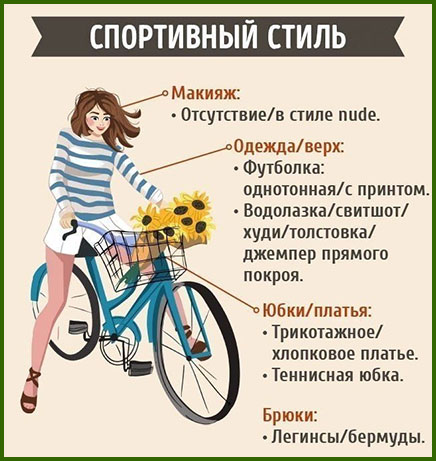 СПОРТИВНЫЙ СТИЛЬ
Макияж:
• Отсутствие/в стиле nude.
Одежда/верх:
• Футболка:
однотонная/с принтом.
• Водолазка/свитшот/
худи/толстовка/
джемпер прямого
покроя.
Юбки/платья:
• Трикотажное/
хлопковое платье.
• Теннисная юбка.
Брюки:
• Легинсы/бермуды.